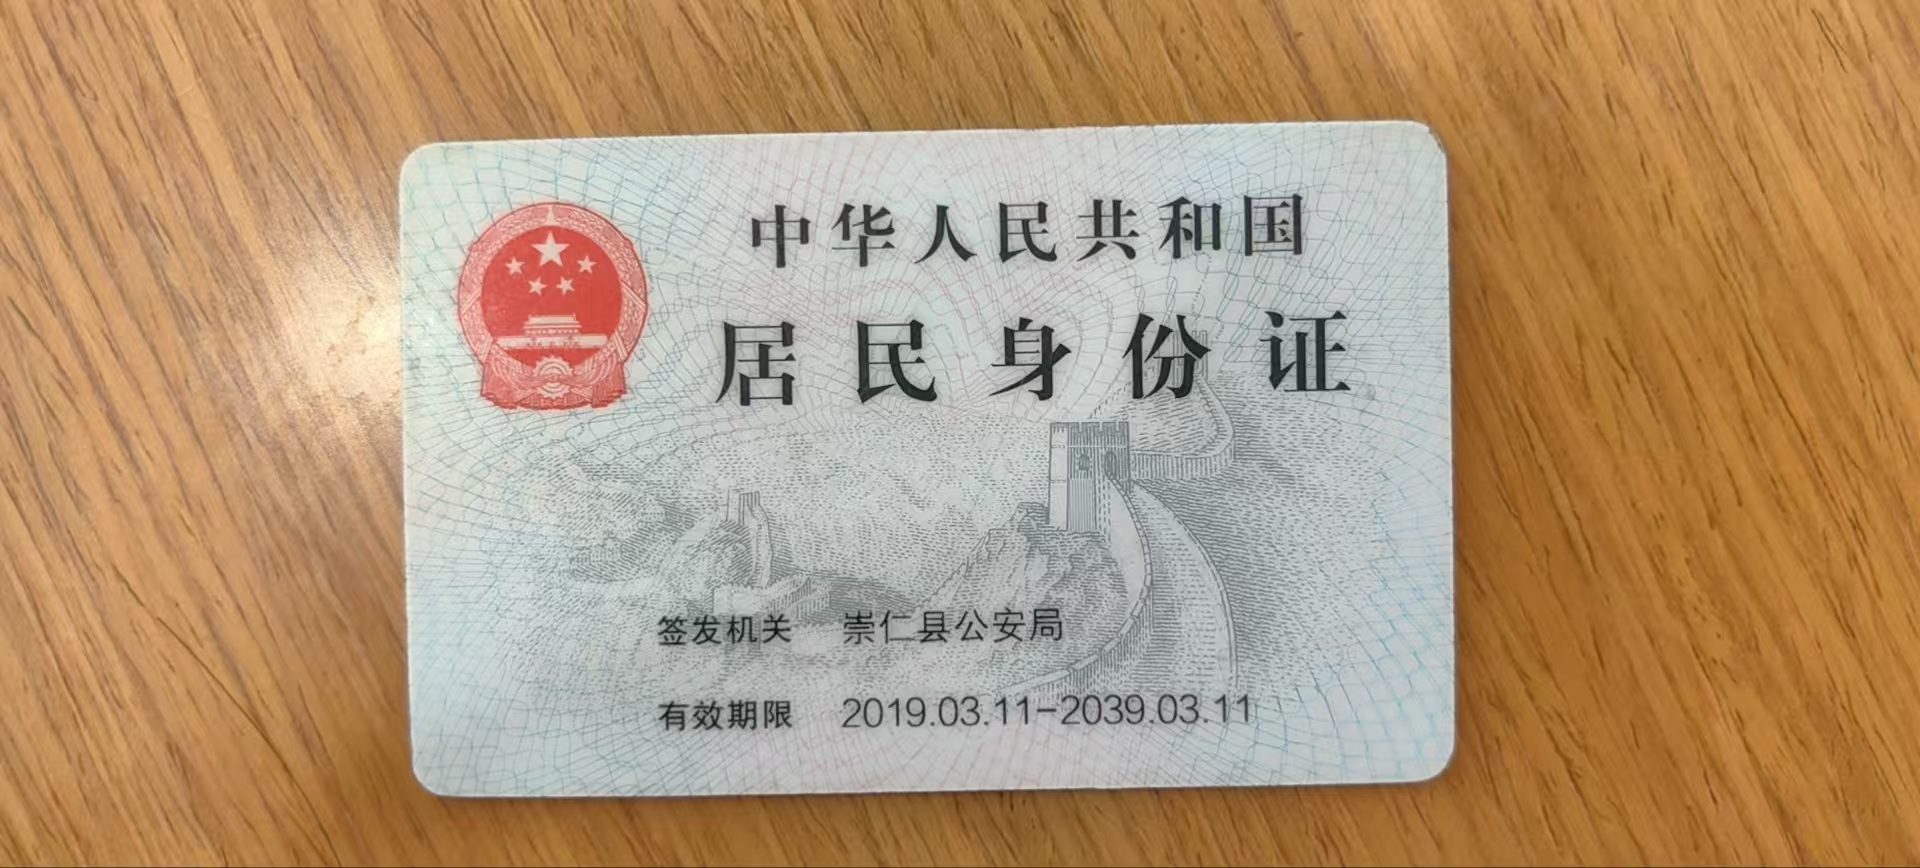 中华人民共和国
居民身份证
签发机关 崇仁县公安局
有效期限 2019.03.11-2039.03.11